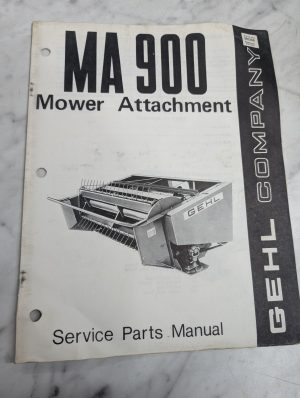 MA 900
Mower Attachment
GEHL COMPANY
GEHL
Service Parts Manual